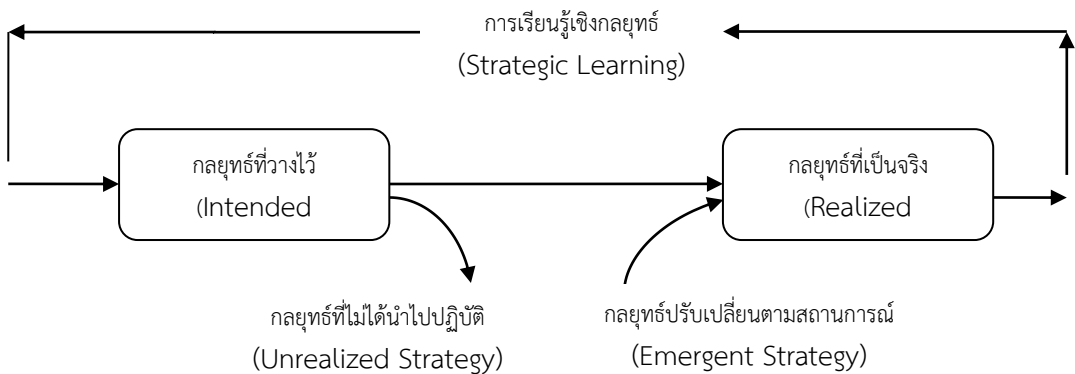 การเรียนรู้เชิงกลยุทธ์
(Strategic Learning)
กลยุทธ์ที่วางไว้
(Intended
กลยุทธ์ที่เป็นจริง
(Realized
กลยุทธ์ที่ไม่ได้นำไปปฏิบัติ
(Unrealized Strategy)
กลยุทธ์ปรับเปลี่ยนตามสถานการณ์
(Emergent Strategy)